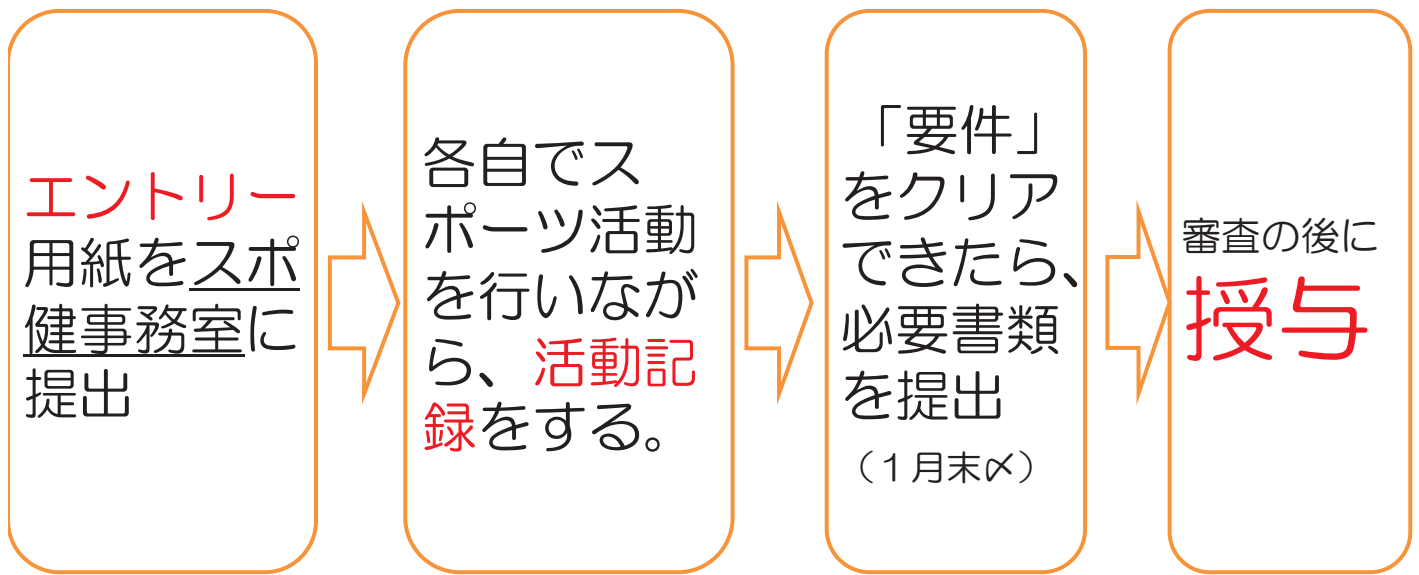 エントリー
用紙をスポ
健事務室に
提出
各自でス
ポーツ活動
を行いなが
ら、活動記
録をする。
「要件」
をクリア
できたら、
必要書類
を提出
（１月末〆）
審査の後に
授与